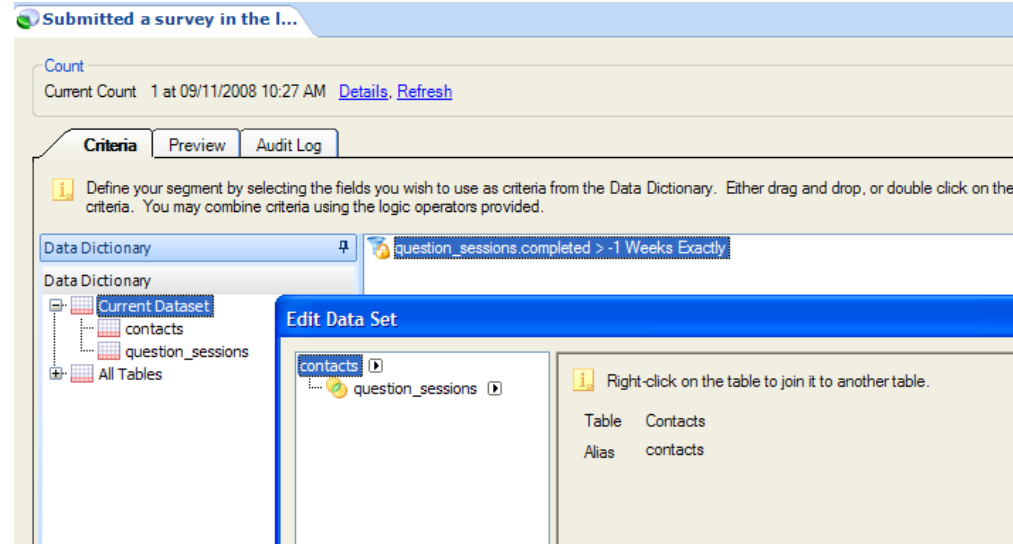 Submitted a survey in the l...
Count
Current Count 1 at 09/11/2008 10:27 AM Details, Refresh
Criteria Preview Audit Log
Define your segment by selecting the fields you wish to use as criteria from the Data Dictionary. Either drag and drop, or double click on the
criteria. You may combine criteria using the logic operators provided.
Data Dictionary
question_sessions.completed > -1 Weeks Exactly
Data Dictionary
Current Dataset
contacts
question_sessions
All Tables
Edit Data Set
contacts
question_sessions
Right-click on the table to join it to another table.
Table Contacts
Alias contacts